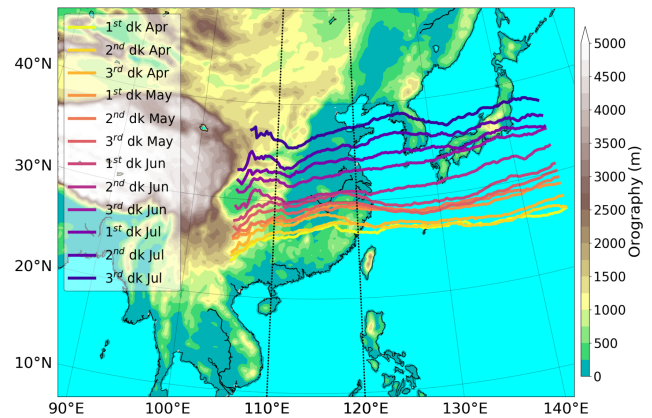 1st dk Apr
2nd dk Apr
3rd dk Apr
1st dk May
2nd dk May
3rd dk May
1st dk Jun
2nd dk Jun
3rd dk Jun
1st dk Jul
2nd dk Jul
3rd dk Jul
40°N
30°N
20°N
10°N
90°E
100°E
110°E
120°E
130°E
140°E
5000
4500
4000
3500
3000
2500
2000
1500
1000
500
0
Orography (m)